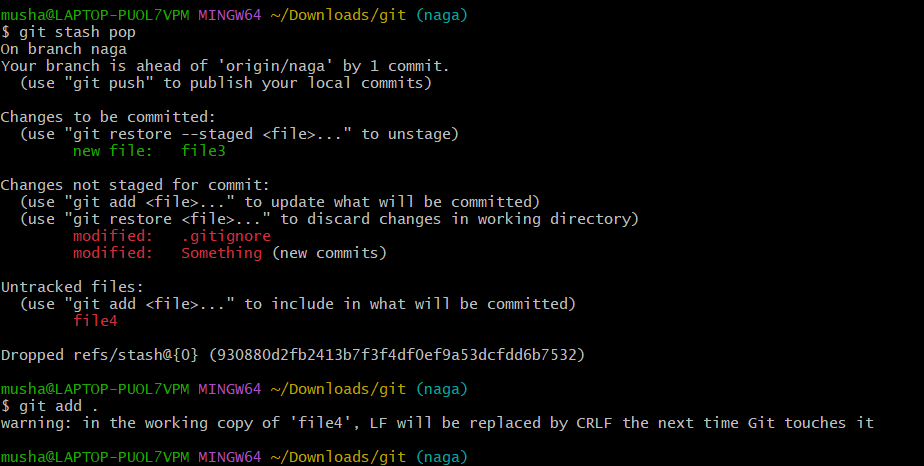 musha@LAPTOP-PUOL7VPM MINGW64 ~/Downloads/git (naga)
$ git stash pop
On branch naga
Your branch is ahead of 'origin/naga' by 1 commit.
  (use "git push" to publish your local commits)

Changes to be committed:
  (use "git restore --staged <file>..." to unstage)
        new file:   file3

Changes not staged for commit:
  (use "git add <file>..." to update what will be committed)
  (use "git restore <file>..." to discard changes in working directory)
        modified:   .gitignore
        modified:   Something (new commits)

Untracked files:
  (use "git add <file>..." to include in what will be committed)
        file4

Dropped refs/stash@{0} (930880d2fb2413b7f3f4df0ef9a53dcfdd6b7532)

musha@LAPTOP-PUOL7VPM MINGW64 ~/Downloads/git (naga)
$ git add .
warning: in the working copy of 'file4', LF will be replaced by CRLF the next time Git touches it

musha@LAPTOP-PUOL7VPM MINGW64 ~/Downloads/git (naga)